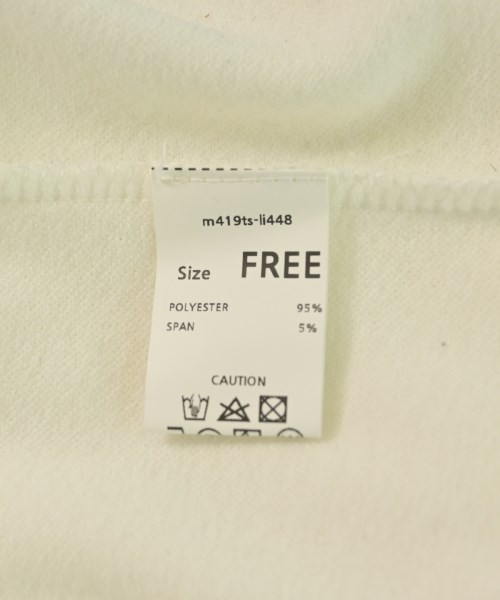 m419ts-li448
Size FREE
POLYESTER 95%
SPAN 5%
CAUTION